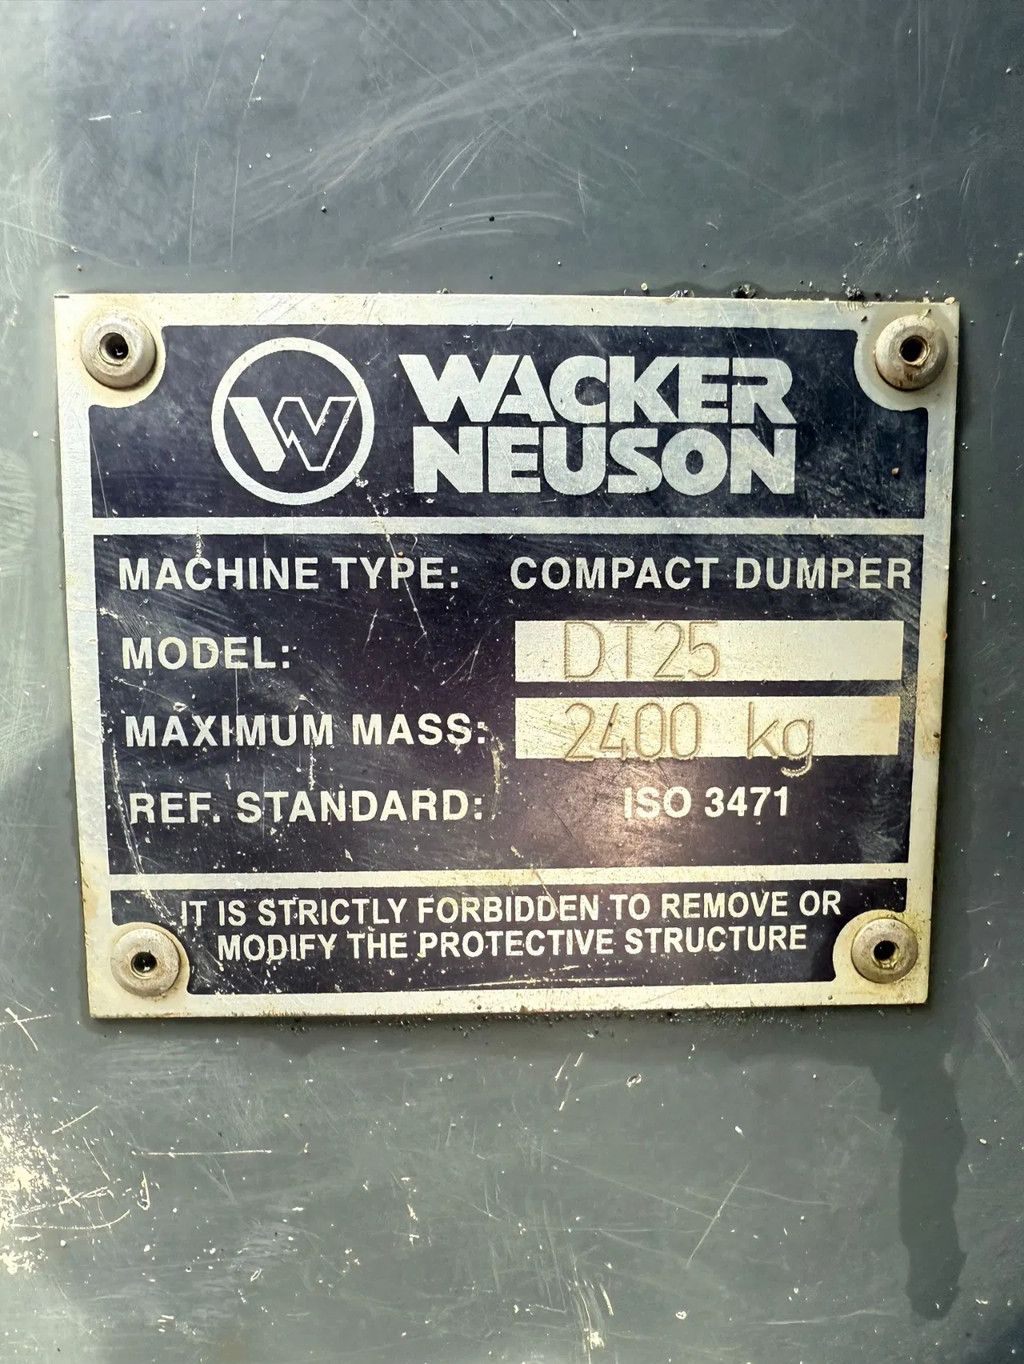 WACKER
NEUSON
MACHINE TYPE: COMPACT DUMPER
MODEL: DT25
MAXIMUM MASS: 2400 kg
REF. STANDARD: ISO 3471
IT IS STRICTLY FORBIDDEN TO REMOVE OR
MODIFY THE PROTECTIVE STRUCTURE